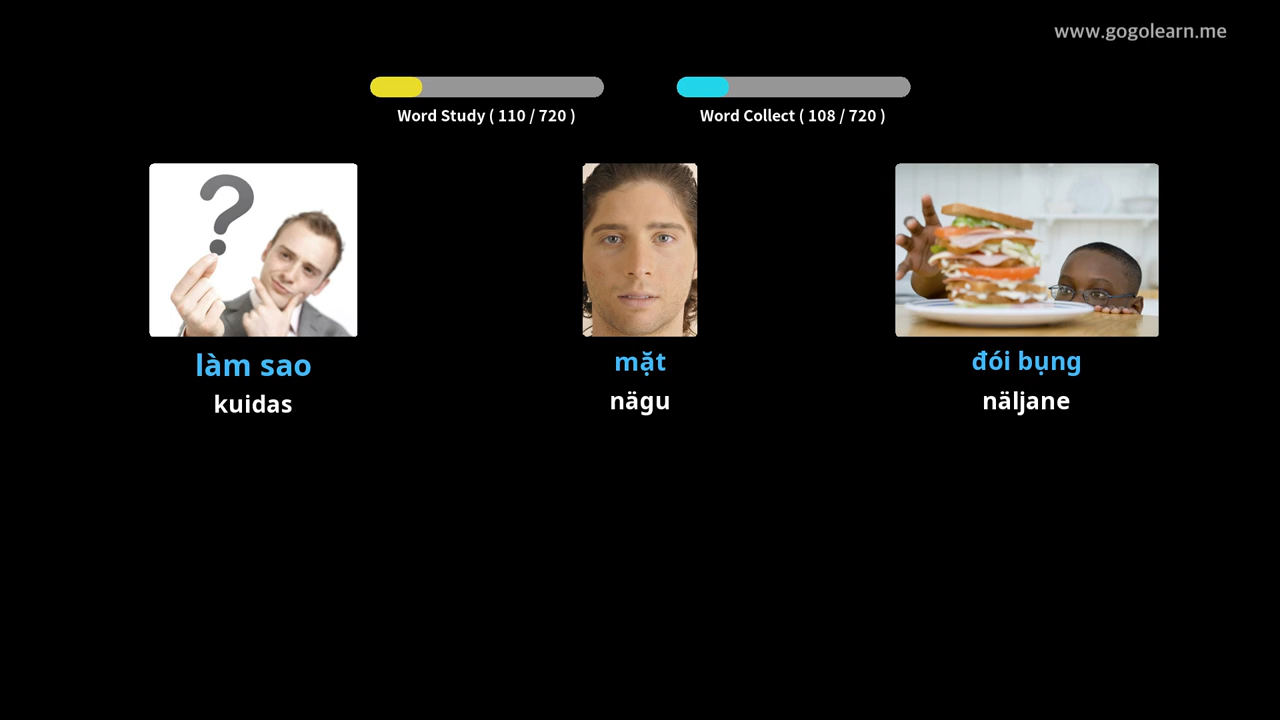 www.gogolearn.me
Word Study ( 110 / 720 )
Word Collect ( 108 / 720 )
làm sao
kuidas
mặt
nägu
đói bụng
näljane